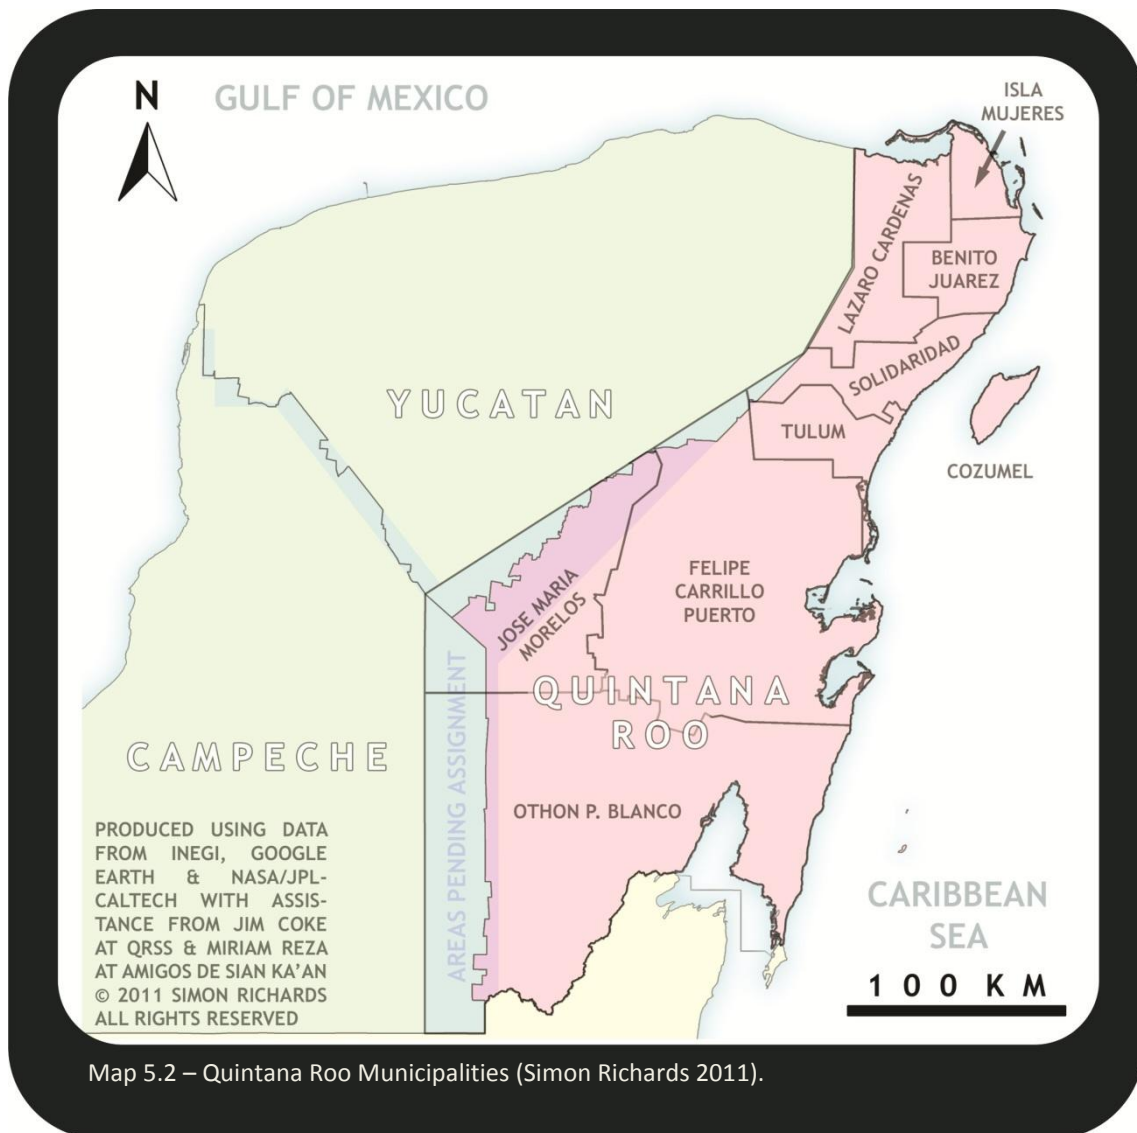 N
GULF OF MEXICO
ISLA
MUJERES
LAZARO CARDENAS
BENITO
JUAREZ
SOLIDARIDAD
YUCATAN
TULUM
COZUMEL
JOSE MARIA
MORELOS
FELIPE
CARRILLO
PUERTO
QUINTANA
ROO
AREAS PENDING ASSIGNMENT
CAMPECHE
OTHON P. BLANCO
PRODUCED USING DATA
FROM INEGI, GOOGLE
EARTH & NASA/JPL-
CALTECH WITH ASSIS-
TANCE FROM JIM COKE
AT QRSS & MIRIAM REZA
AT AMIGOS DE SIAN KA'AN
© 2011 SIMON RICHARDS
ALL RIGHTS RESERVED
CARIBBEAN
SEA
100 KM
Map 5.2 – Quintana Roo Municipalities (Simon Richards 2011).